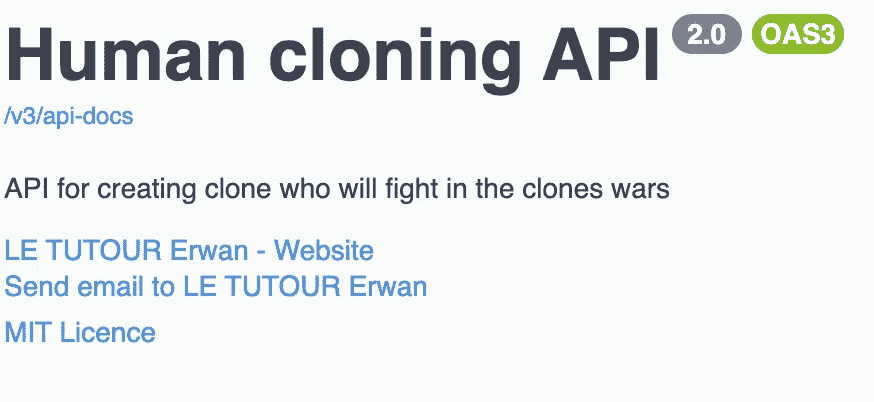 Human cloning API 2.0 OAS3
/v3/api-docs
API for creating clone who will fight in the clones wars
LE TUTOUR Erwan - Website
Send email to LE TUTOUR Erwan
MIT Licence